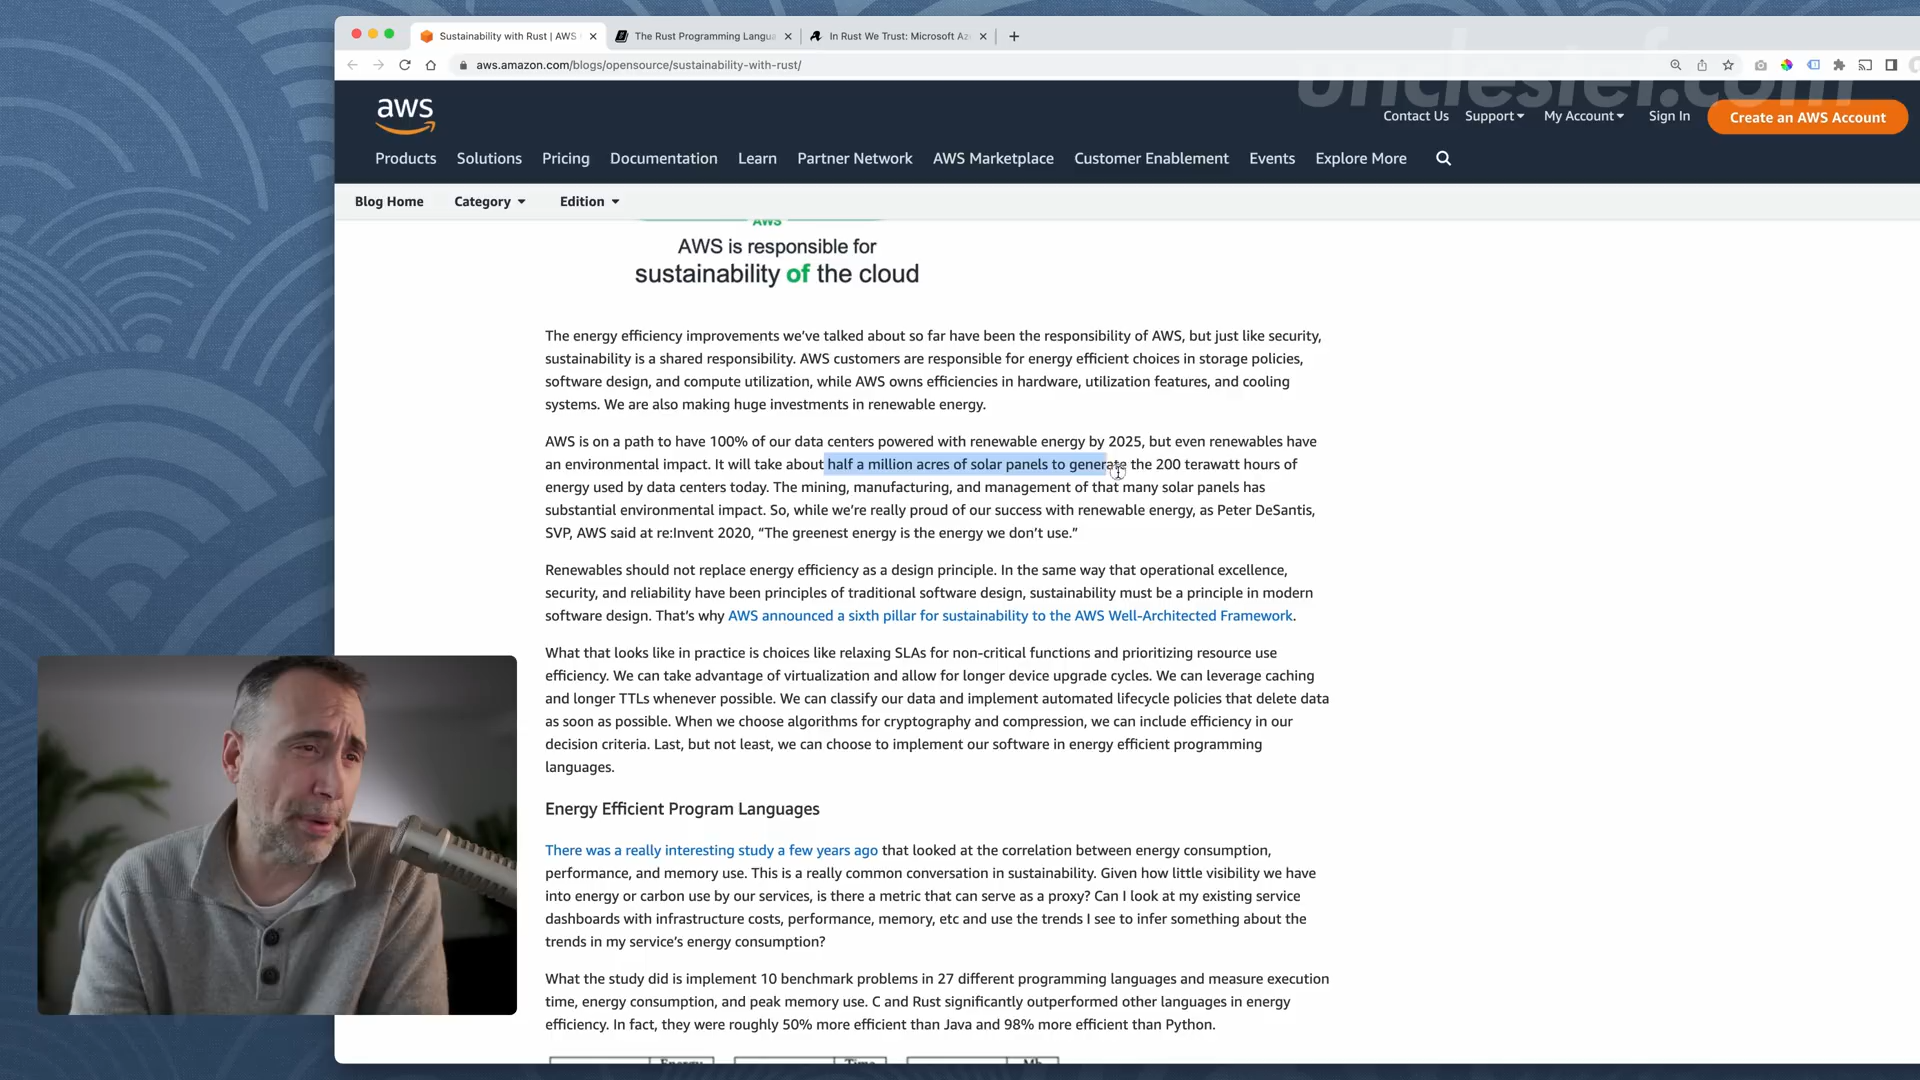 Sustainability with Rust | AWS
The Rust Programming Langua
In Rust We Trust: Microsoft Az
aws.amazon.com/blogs/opensource/sustainability-with-rust/
unclestef.com
aws
Contact Us
Support
My Account
Sign In
Create an AWS Account
Products
Solutions
Pricing
Documentation
Learn
Partner Network
AWS Marketplace
Customer Enablement
Events
Explore More
Blog Home
Category
Edition
AWS
AWS is responsible for
sustainability of the cloud
The energy efficiency improvements we’ve talked about so far have been the responsibility of AWS, but just like security,
sustainability is a shared responsibility. AWS customers are responsible for energy efficient choices in storage policies,
software design, and compute utilization, while AWS owns efficiencies in hardware, utilization features, and cooling
systems. We are also making huge investments in renewable energy.
AWS is on a path to have 100% of our data centers powered with renewable energy by 2025, but even renewables have
an environmental impact. It will take about half a million acres of solar panels to generate the 200 terawatt hours of
energy used by data centers today. The mining, manufacturing, and management of that many solar panels has
substantial environmental impact. So, while we’re really proud of our success with renewable energy, as Peter DeSantis,
SVP, AWS said at re:Invent 2020, “The greenest energy is the energy we don’t use.”
Renewables should not replace energy efficiency as a design principle. In the same way that operational excellence,
security, and reliability have been principles of traditional software design, sustainability must be a principle in modern
software design. That’s why AWS announced a sixth pillar for sustainability to the AWS Well-Architected Framework.
What that looks like in practice is choices like relaxing SLAs for non-critical functions and prioritizing resource use
efficiency. We can take advantage of virtualization and allow for longer device upgrade cycles. We can leverage caching
and longer TTLs whenever possible. We can classify our data and implement automated lifecycle policies that delete data
as soon as possible. When we choose algorithms for cryptography and compression, we can include efficiency in our
decision criteria. Last, but not least, we can choose to implement our software in energy efficient programming
languages.
Energy Efficient Program Languages
There was a really interesting study a few years ago that looked at the correlation between energy consumption,
performance, and memory use. This is a really common conversation in sustainability. Given how little visibility we have
into energy or carbon use by our services, is there a metric that can serve as a proxy? Can I look at my existing service
dashboards with infrastructure costs, performance, memory, etc and use the trends I see to infer something about the
trends in my service’s energy consumption?
What the study did is implement 10 benchmark problems in 27 different programming languages and measure execution
time, energy consumption, and peak memory use. C and Rust significantly outperformed other languages in energy
efficiency. In fact, they were roughly 50% more efficient than Java and 98% more efficient than Python.
Energy
Time
Mb